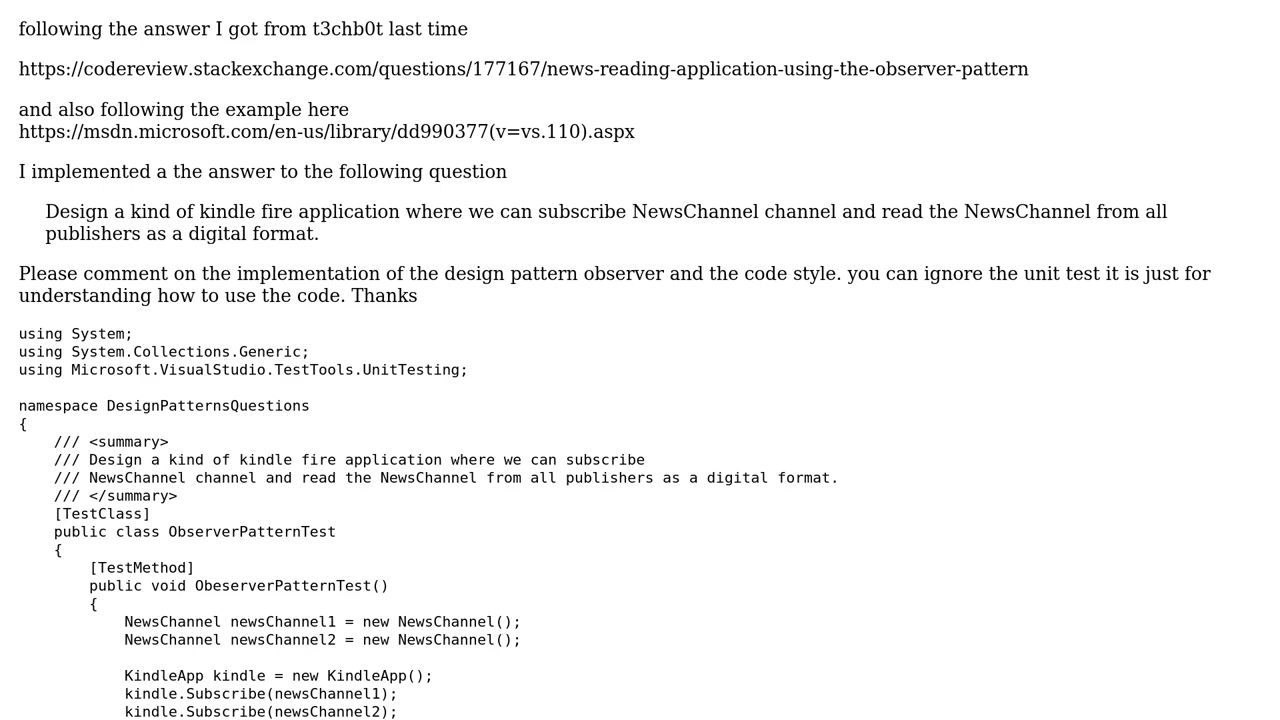 following the answer I got from t3chb0t last time
https://codereview.stackexchange.com/questions/177167/news-reading-application-using-the-observer-pattern
and also following the example here
https://msdn.microsoft.com/en-us/library/dd990377(v=vs.110).aspx
I implemented a the answer to the following question
Design a kind of kindle fire application where we can subscribe NewsChannel channel and read the NewsChannel from all
publishers as a digital format.
Please comment on the implementation of the design pattern observer and the code style. you can ignore the unit test it is just for
understanding how to use the code. Thanks
using System;
using System.Collections.Generic;
using Microsoft.VisualStudio.TestTools.UnitTesting;
namespace DesignPatternsQuestions
{
    /// <summary>
    /// Design a kind of kindle fire application where we can subscribe
    /// NewsChannel channel and read the NewsChannel from all publishers as a digital format.
    /// </summary>
    [TestClass]
    public class ObserverPatternTest
    {
        [TestMethod]
        public void ObeserverPatternTest()
        {
            NewsChannel newsChannel1 = new NewsChannel();
            NewsChannel newsChannel2 = new NewsChannel();
            KindleApp kindle = new KindleApp();
            kindle.Subscribe(newsChannel1);
            kindle.Subscribe(newsChannel2);